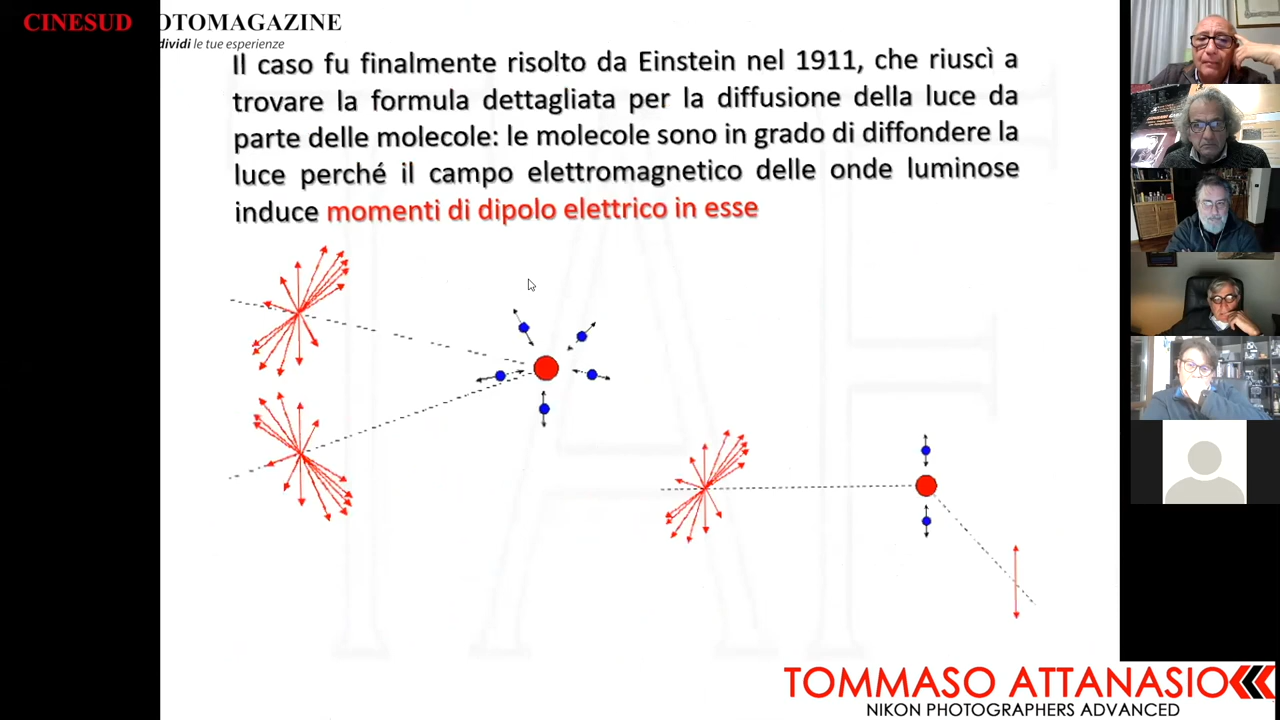 CINESUD OTOMAGAZINE
dividi le tue esperienze
Il caso fu finalmente risolto da Einstein nel 1911, che riuscì a
trovare la formula dettagliata per la diffusione della luce da
parte delle molecole: le molecole sono in grado di diffondere la
luce perché il campo elettromagnetico delle onde luminose
induce momenti di dipolo elettrico in esse
TOMMASO ATTANASIO
NIKON PHOTOGRAPHERS ADVANCED